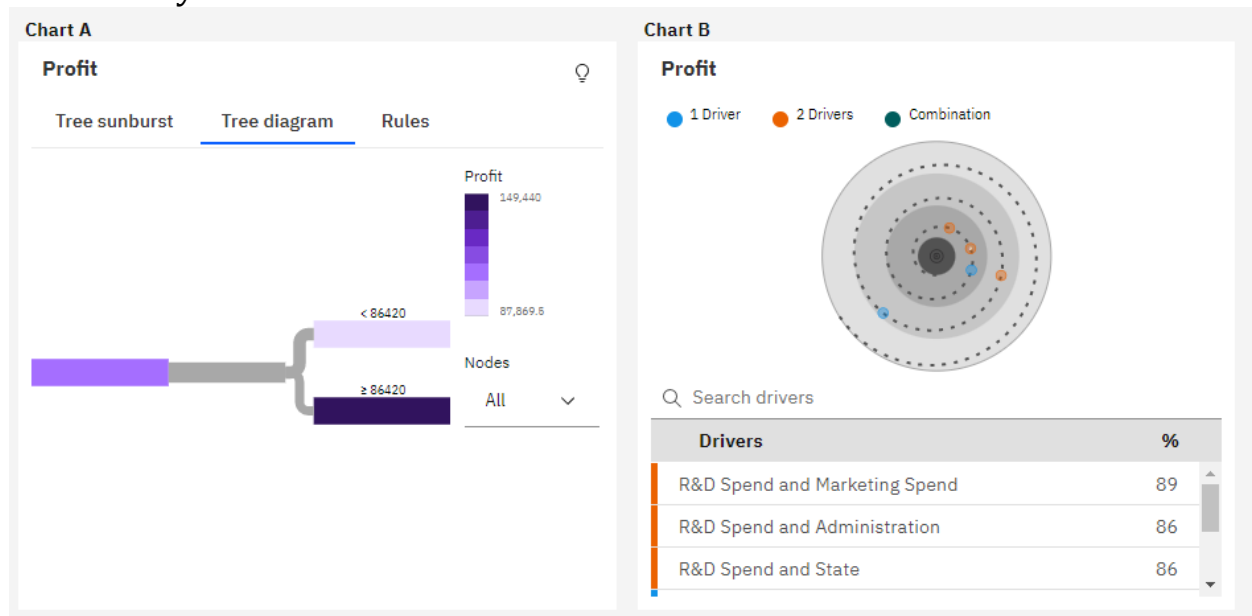 Chart A
Profit
Tree sunburst Tree diagram Rules
Profit
149,440
87,869.5
< 86420
≥ 86420
Nodes
All
Chart B
Profit
1 Driver 2 Drivers Combination
Search drivers
Drivers %
R&D Spend and Marketing Spend 89
R&D Spend and Administration 86
R&D Spend and State 86